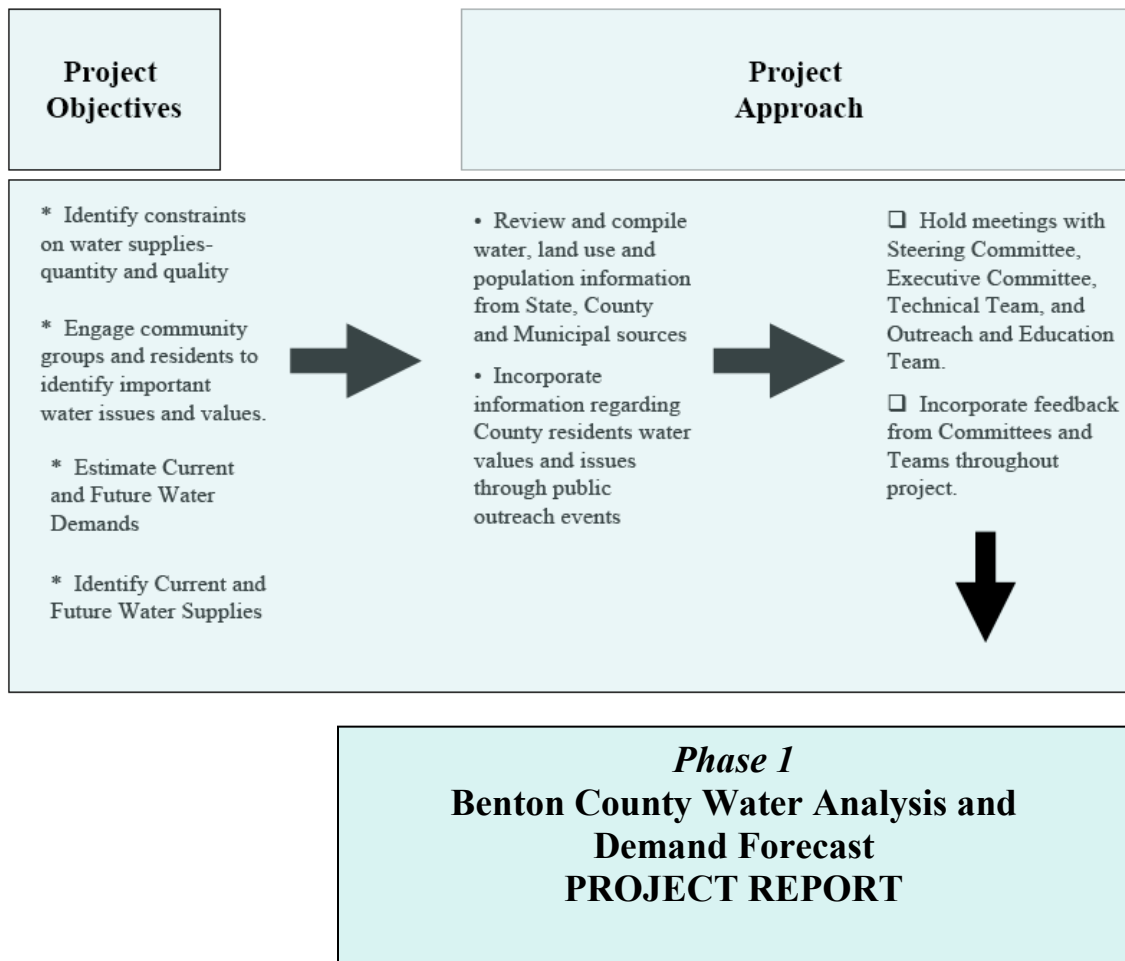 Project
Objectives
Project
Approach
* Identify constraints
on water supplies-
quantity and quality
* Engage community
groups and residents to
identify important
water issues and values.
* Estimate Current
and Future Water
Demands
* Identify Current and
Future Water Supplies
• Review and compile
water, land use and
population information
from State, County
and Municipal sources
• Incorporate
information regarding
County residents water
values and issues
through public
outreach events
❑ Hold meetings with
Steering Committee,
Executive Committee,
Technical Team, and
Outreach and Education
Team.
❑ Incorporate feedback
from Committees and
Teams throughout
project.
Phase 1
Benton County Water Analysis and
Demand Forecast
PROJECT REPORT